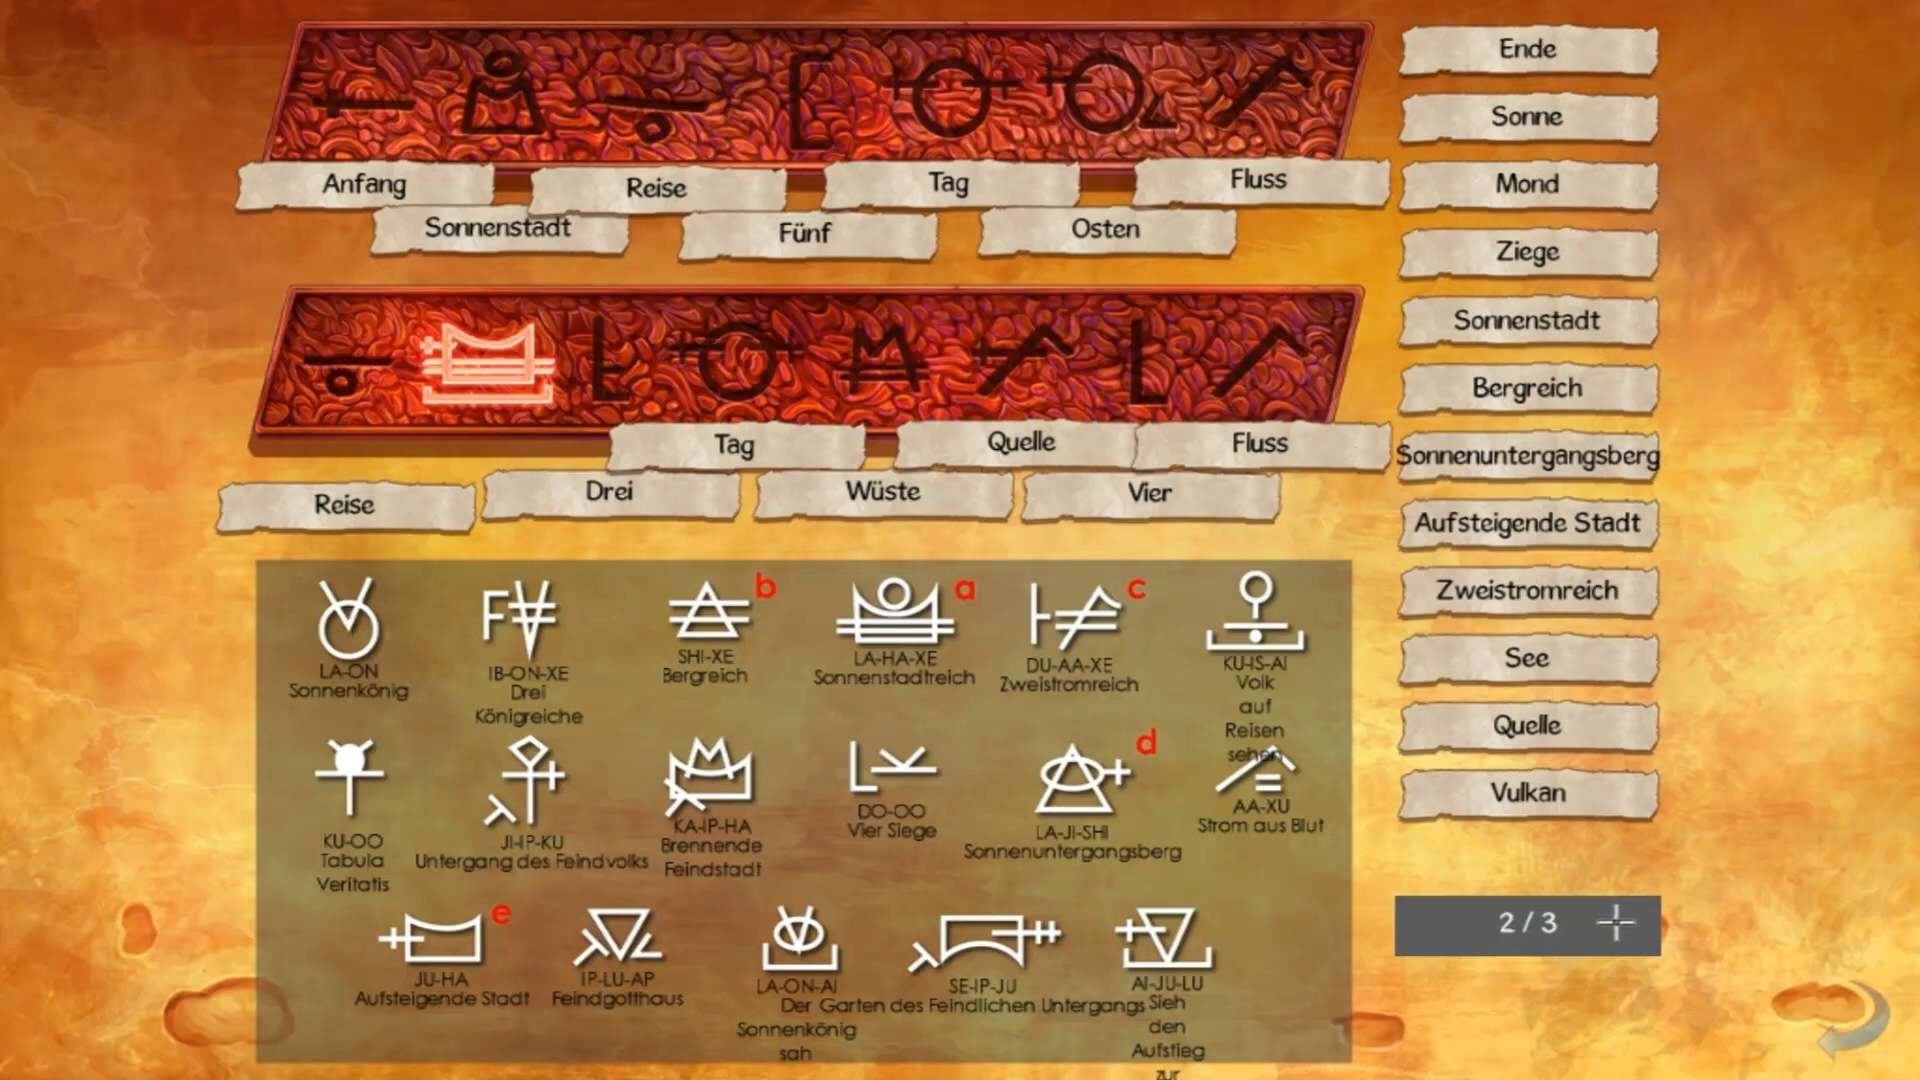 Anfang
Reise
Tag
Fluss
Sonnenstadt
Fünf
Osten
Tag
Quelle
Fluss
Reise
Drei
Wüste
Vier
Ende
Sonne
Mond
Ziege
Sonnenstadt
Bergreich
Sonnenuntergangsberg
Aufsteigende Stadt
Zweistromreich
See
Quelle
Vulkan
2 / 3
LA-ON
Sonnenkönig
IB-ON-XE
Drei
Königreiche
b
SHI-XE
Bergreich
a
LA-HA-XE
Sonnenstadtreich
c
DU-AA-XE
Zweistromreich
KU-IS-AI
Volk
auf
Reisen
sehen
KU-OO
Tabula
Veritatis
JI-IP-KU
Untergang des Feindvolks
KA-IP-HA
Brennende
Feindstadt
DO-OO
Vier Siege
d
LA-JI-SHI
Sonnenuntergangsberg
AA-XU
Strom aus Blut
e
JU-HA
Aufsteigende Stadt
IP-LU-AP
Feindgotthaus
LA-ON-AI
Sonnenkönig
sah
SE-IP-JU
Der Garten des Feindlichen Untergangs
AI-JU-LU
Sieh
den
Aufstieg
zur